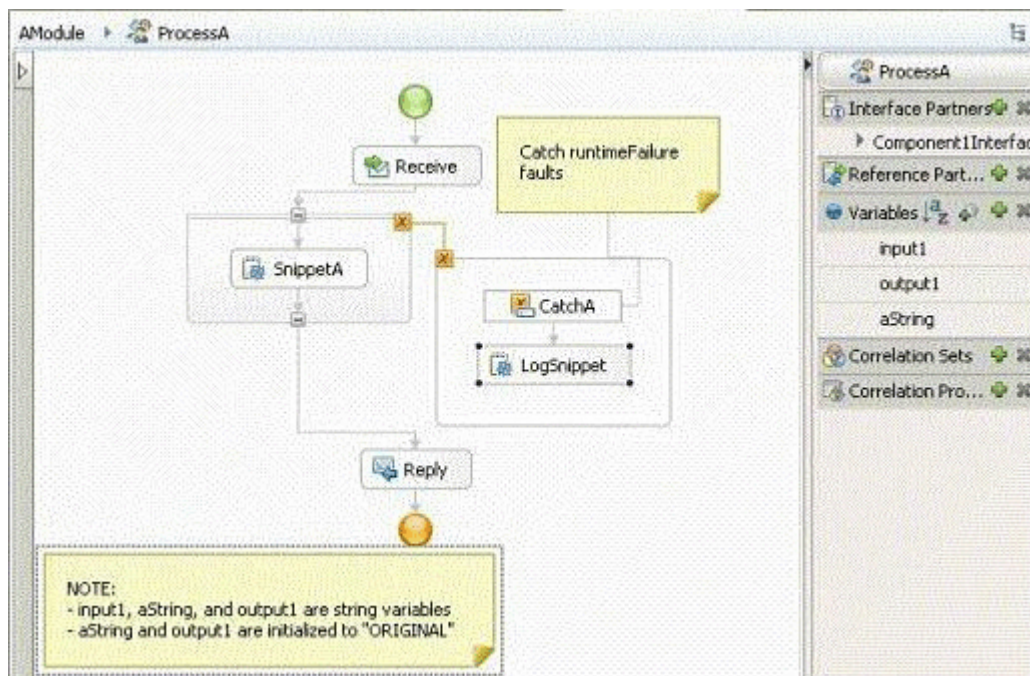 AModule ProcessA
Receive
Catch runtimeFailure
faults
SnippetA
CatchA
LogSnippet
Reply
NOTE:
- input1, aString, and output1 are string variables
- aString and output1 are initialized to "ORIGINAL"
ProcessA
Interface Partners
Component1Interfac
Reference Part...
Variables
input1
output1
aString
Correlation Sets
Correlation Pro...